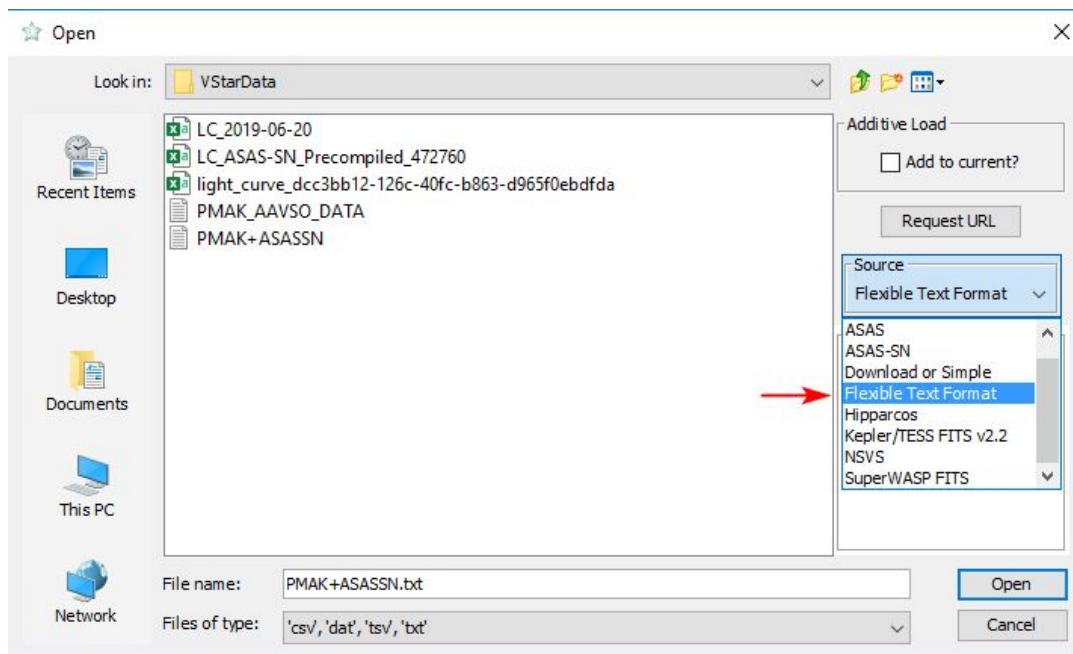 Open
Look in:
VStarData
Recent Items
Desktop
Documents
This PC
Network
LC_2019-06-20
LC_ASAS-SN_Precompiled_472760
light_curve_dcc3bb12-126c-40fc-b863-d965f0ebdfda
PMAK_AAVSO_DATA
PMAK+ASASSN
Additive Load
Add to current?
Request URL
Source
Flexible Text Format
ASAS
ASAS-SN
Download or Simple
Flexible Text Format
Hipparcos
Kepler/TESS FITS v2.2
NSVS
SuperWASP FITS
File name:
PMAK+ASASSN.txt
Open
Files of type:
'csv', 'dat', 'tsv', 'txt'
Cancel